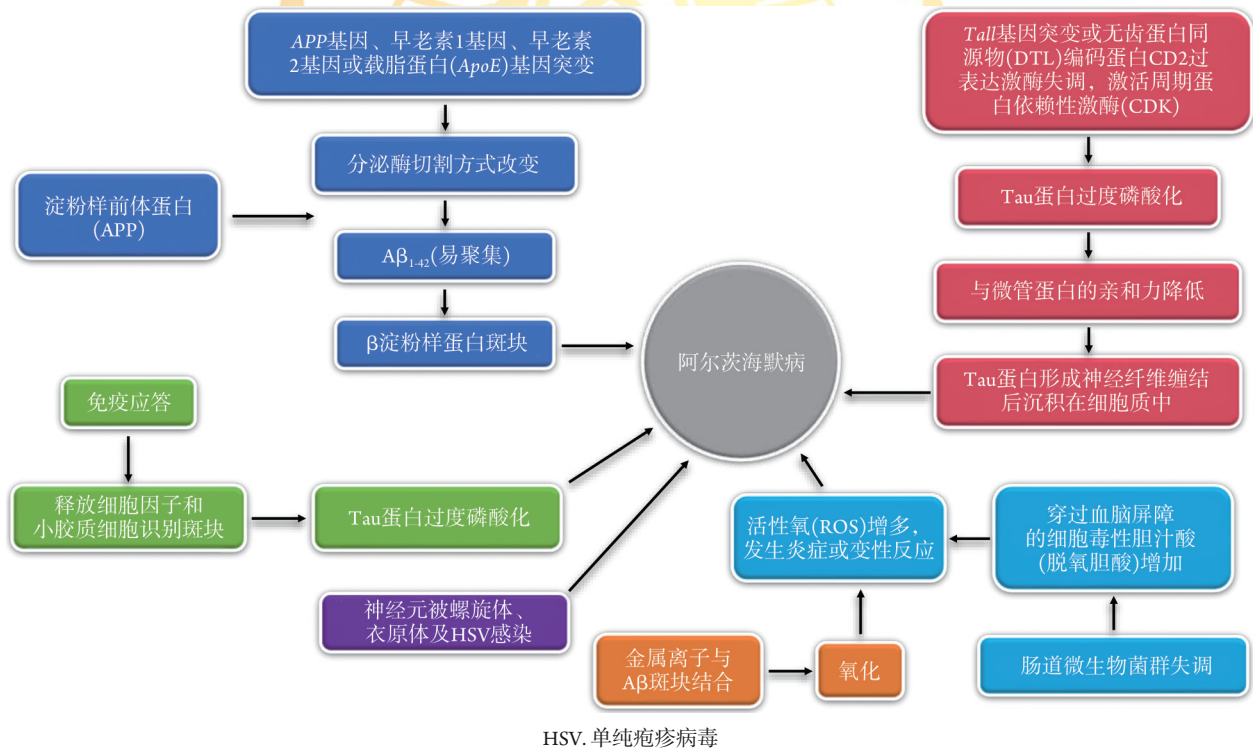 APP基因、早老素1基因、早老素
2基因或载脂蛋白(ApoE)基因突变
分泌酶切割方式改变
淀粉样前体蛋白
(APP)
Aβ1-42(易聚集)
β淀粉样蛋白斑块
Tall基因突变或无齿蛋白同
源物(DTL)编码蛋白CD2过
表达激酶失调，激活周期蛋
白依赖性激酶(CDK)
Tau蛋白过度磷酸化
与微管蛋白的亲和力降低
Tau蛋白形成神经纤维缠结
后沉积在细胞质中
阿尔茨海默病
免疫应答
释放细胞因子和
小胶质细胞识别斑块
Tau蛋白过度磷酸化
神经元被螺旋体、
衣原体及HSV感染
活性氧(ROS)增多，
发生炎症或变性反应
穿过血脑屏障
的细胞毒性胆汁酸
(脱氧胆酸)增加
金属离子与
Aβ斑块结合
氧化
肠道微生物菌群失调
HSV. 单纯疱疹病毒